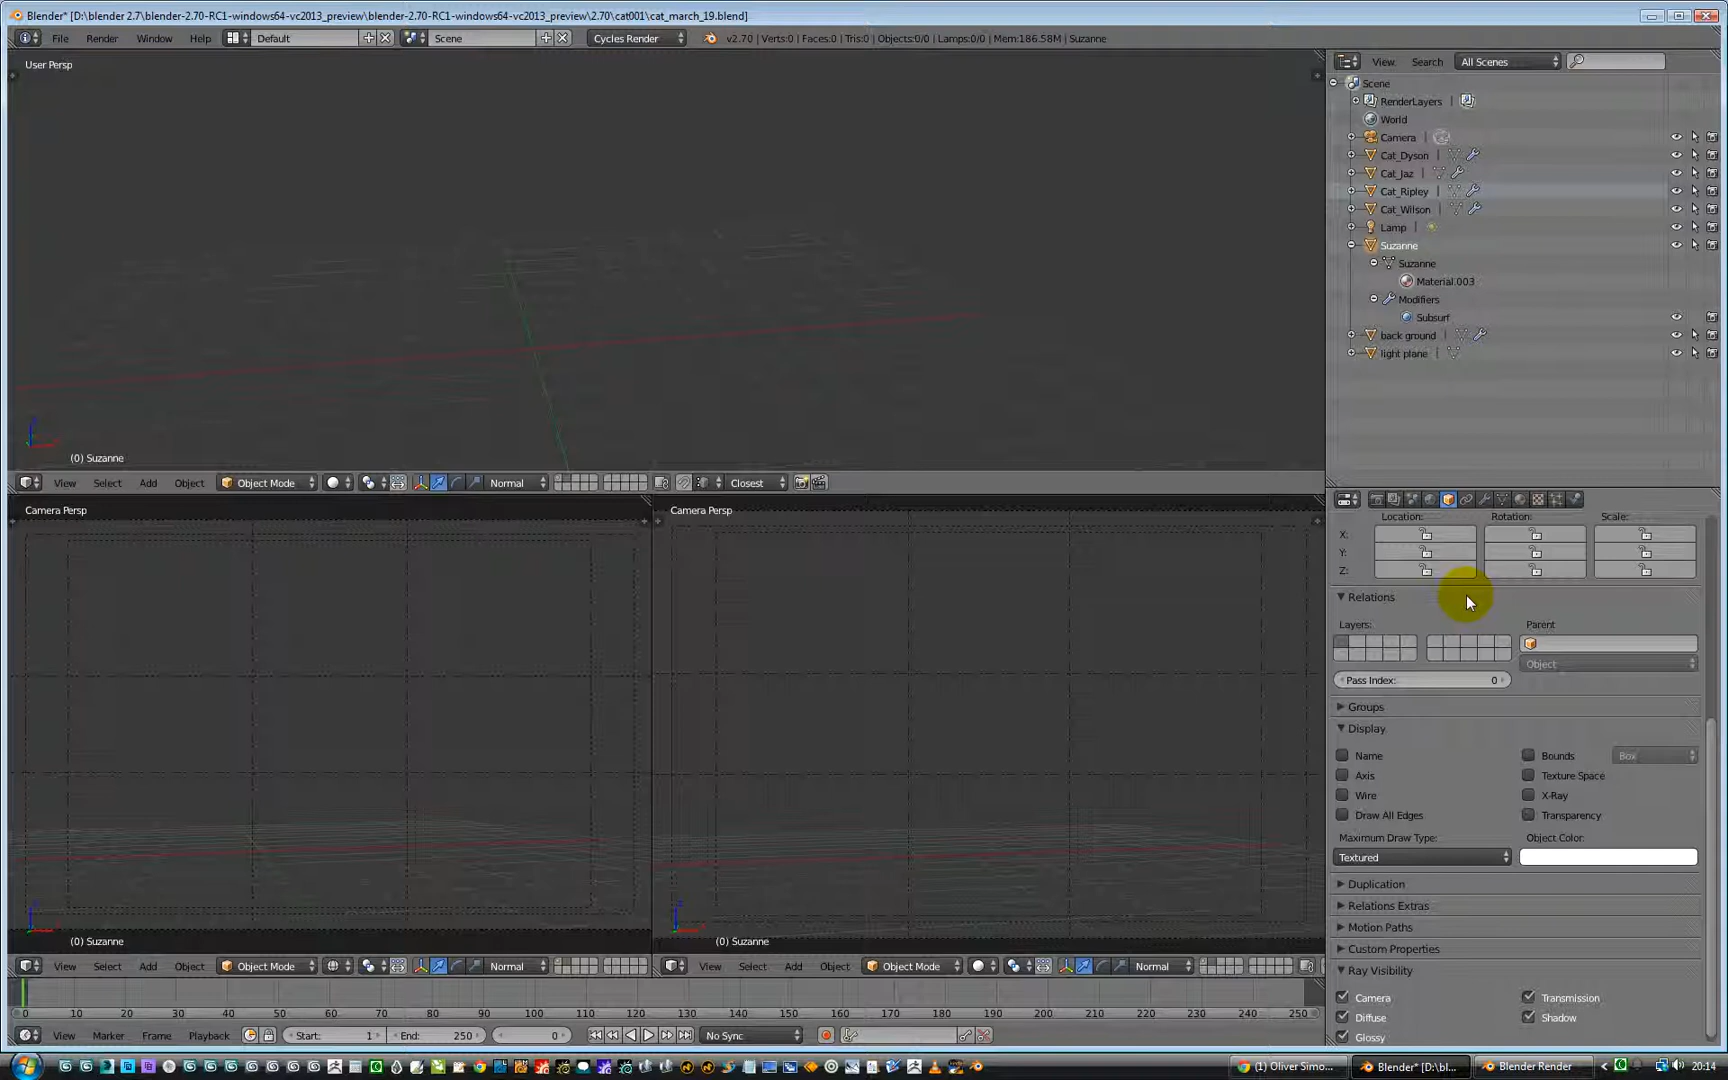 Blender* [D:\blender 2.7\blender-2.70-RC1-windows64-vc2013_preview\blender-2.70-RC1-windows64-vc2013_preview\2.70\cat001\cat_march_19.blend]
File Render Window Help Default Scene Cycles Render v2.70 | Verts:0 | Faces:0 | Tris:0 | Objects:0/0 | Lamps:0/0 | Mem:186.58M | Suzanne
User Persp
(0) Suzanne
View Select Add Object Object Mode Normal Closest
View Search All Scenes
Scene
RenderLayers
World
Camera
Cat_Dyson
Cat_Jaz
Cat_Ripley
Cat_Wilson
Lamp
Suzanne
Suzanne
Material.003
Modifiers
Subsurf
back ground
light plane
Camera Persp
(0) Suzanne
View Select Add Object Object Mode Normal
Camera Persp
(0) Suzanne
View Select Add Object Object Mode Normal
Location: Rotation: Scale:
X:
Y:
Z:
Relations
Layers: Parent
Object
Pass Index: 0
Groups
Display
Name Bounds Box
Axis Texture Space
Wire X-Ray
Draw All Edges Transparency
Maximum Draw Type: Object Color:
Textured
Duplication
Relations Extras
Motion Paths
Custom Properties
Ray Visibility
Camera Transmission
Diffuse Shadow
Glossy
0 10 20 30 40 50 60 70 80 90 100 110 120 130 140 150 160 170 180 190 200 210 220 230 240 250
View Marker Frame Playback Start: 1 End: 250 0 No Sync
(1) Oliver Simo... Blender* [D:\bl... Blender Render 20:14